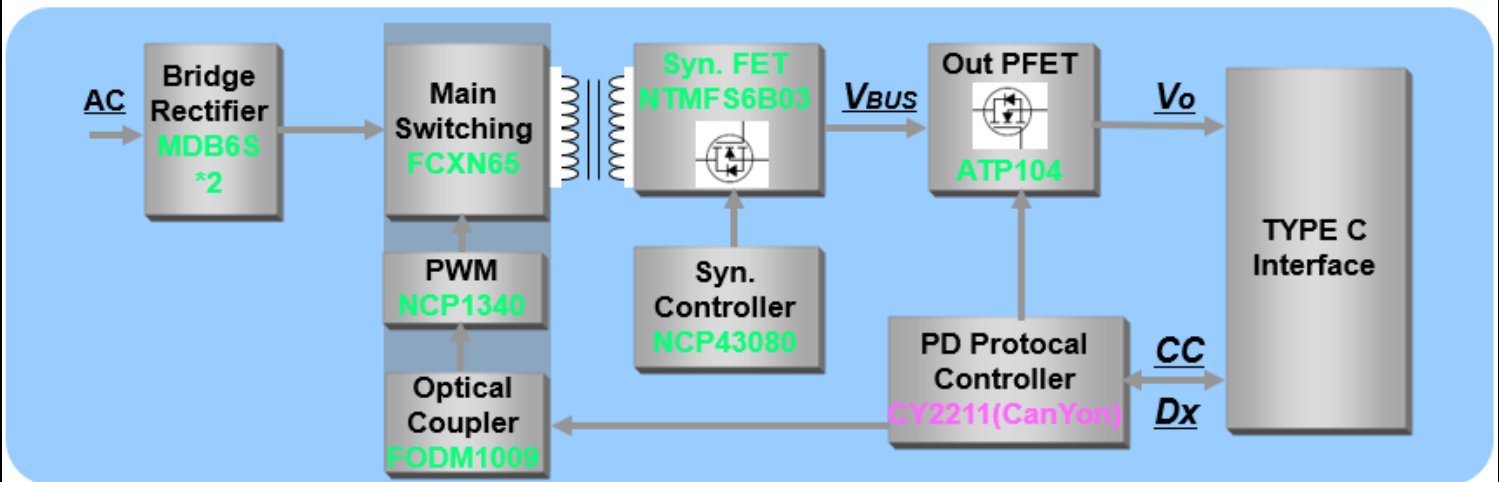 AC
Bridge
Rectifier
MDB6S
*2
Main
Switching
FCXN65
PWM
NCP1340
Optical
Coupler
FODM1009
Syn. FET
NTMFS6B03
Syn.
Controller
NCP43080
VBUS
Out PFET
ATP104
PD Protocal
Controller
CY2211(CanYon)
Vo
CC
Dx
TYPE C
Interface